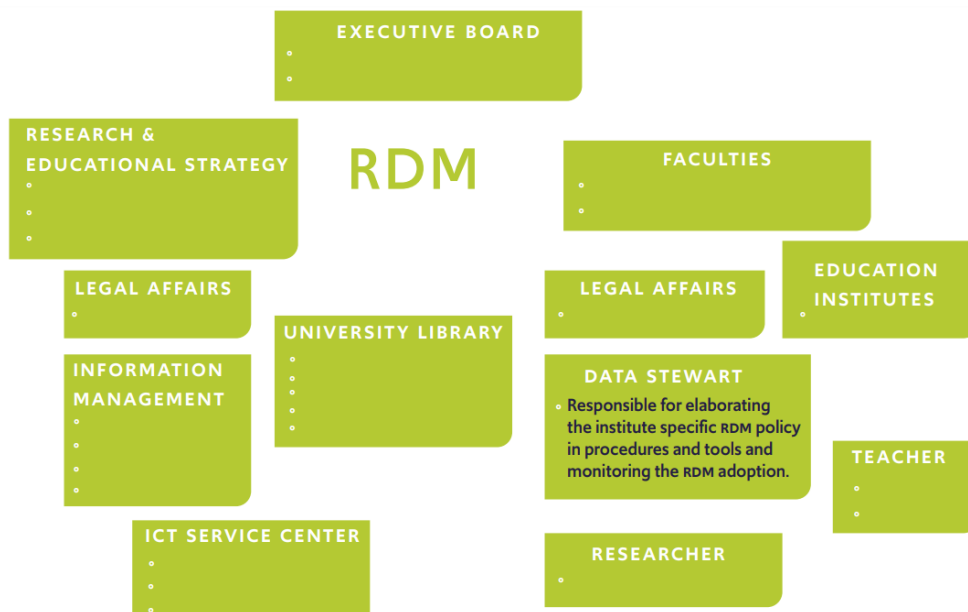 EXECUTIVE BOARD
RESEARCH &
EDUCATIONAL STRATEGY
RDM
FACULTIES
LEGAL AFFAIRS
LEGAL AFFAIRS
EDUCATION
INSTITUTES
UNIVERSITY LIBRARY
INFORMATION
MANAGEMENT
DATA STEWART
Responsible for elaborating
the institute specific RDM policy
in procedures and tools and
monitoring the RDM adoption.
TEACHER
ICT SERVICE CENTER
RESEARCHER